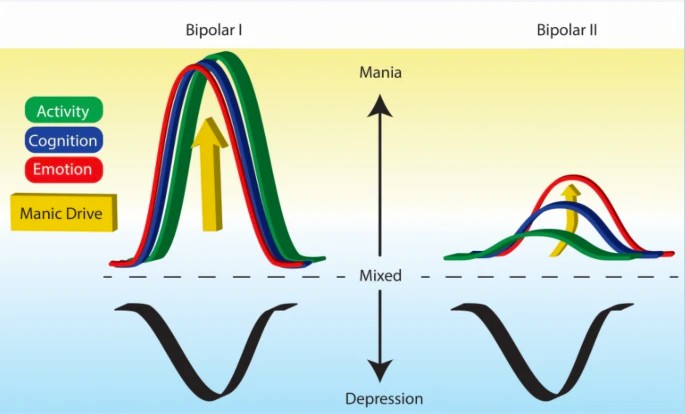 Bipolar I
Bipolar II
Mania
Activity
Cognition
Emotion
Manic Drive
Mixed
Depression